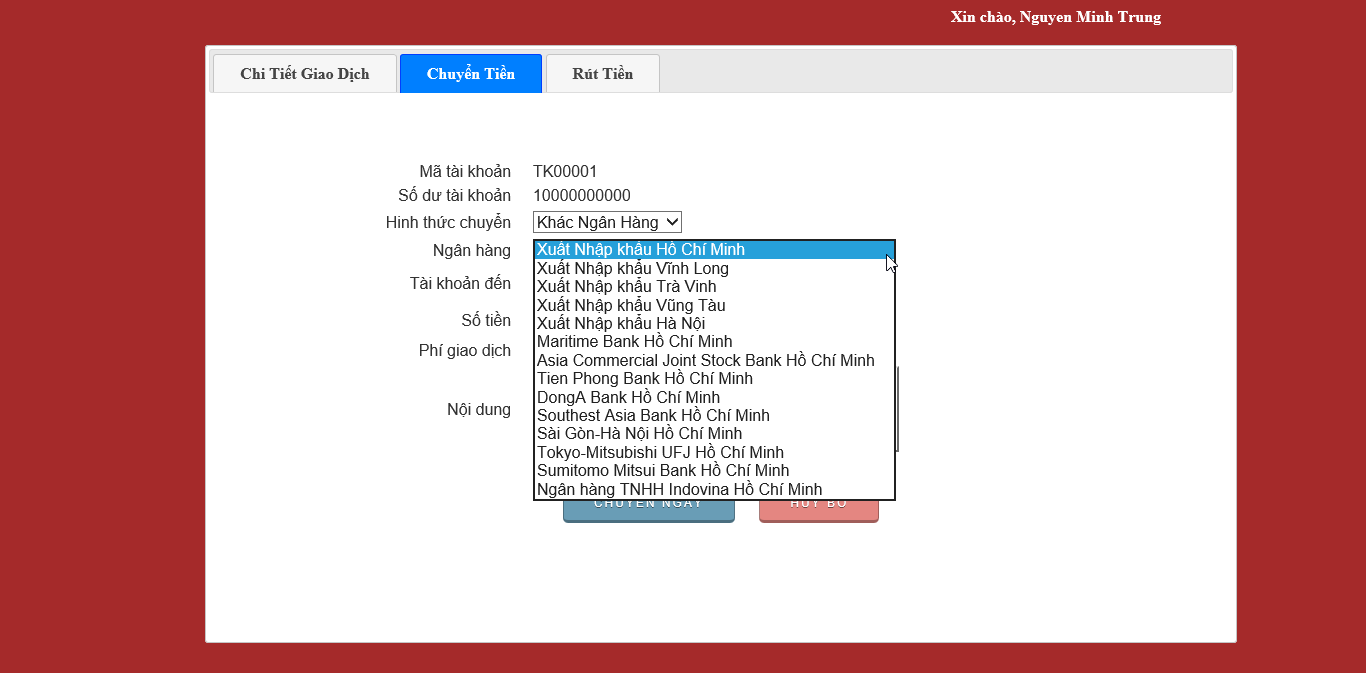 Xin chào, Nguyen Minh Trung
Chi Tiết Giao Dịch
Chuyển Tiền
Rút Tiền
Mã tài khoản TK00001
Số dư tài khoản 10000000000
Hinh thức chuyển Khác Ngân Hàng
Ngân hàng
Xuất Nhập khẩu Hồ Chí Minh
Xuất Nhập khẩu Vĩnh Long
Tài khoản đến
Xuất Nhập khẩu Trà Vinh
Xuất Nhập khẩu Vũng Tàu
Số tiền
Xuất Nhập khẩu Hà Nội
Maritime Bank Hồ Chí Minh
Phí giao dịch
Asia Commercial Joint Stock Bank Hồ Chí Minh
Tien Phong Bank Hồ Chí Minh
DongA Bank Hồ Chí Minh
Nội dung
Southest Asia Bank Hồ Chí Minh
Sài Gòn-Hà Nội Hồ Chí Minh
Tokyo-Mitsubishi UFJ Hồ Chí Minh
Sumitomo Mitsui Bank Hồ Chí Minh
Ngân hàng TNHH Indovina Hồ Chí Minh